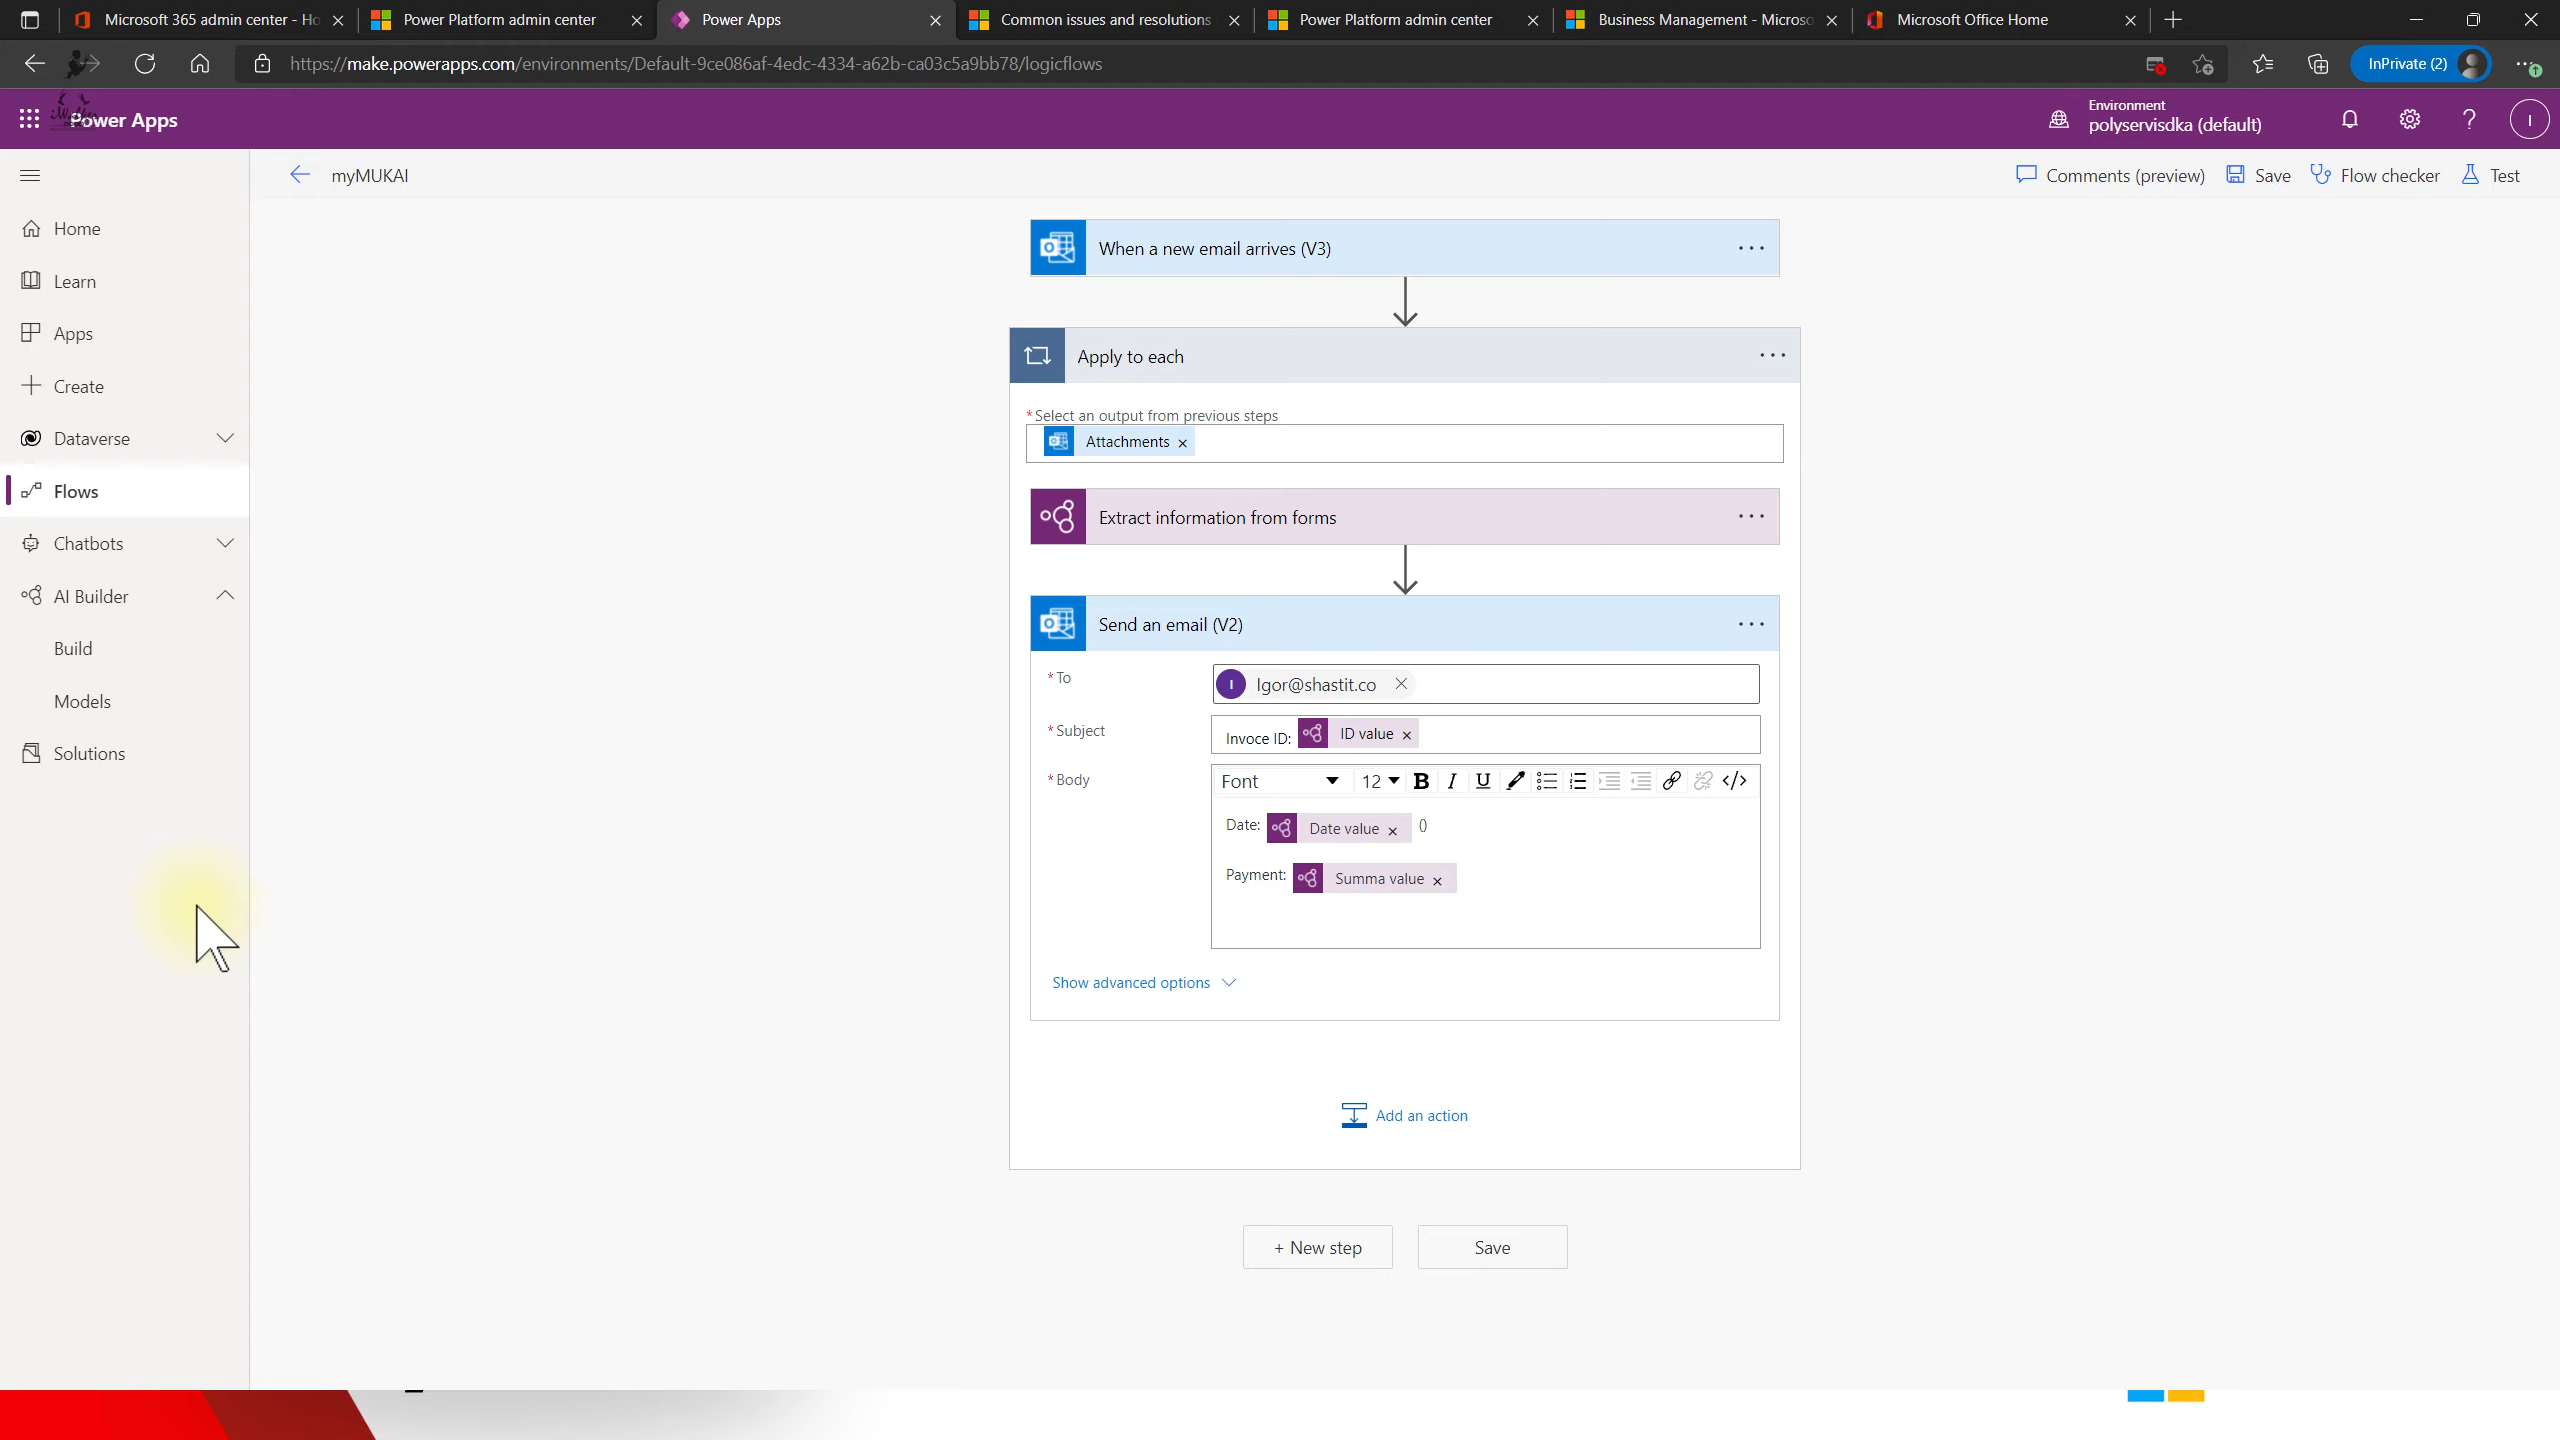 Microsoft 365 admin center - Ho
Power Platform admin center
Power Apps
Common issues and resolutions
Power Platform admin center
Business Management - Microso
Microsoft Office Home
https://make.powerapps.com/environments/Default-9ce086af-4edc-4334-a62b-ca03c5a9bb78/logicflows
InPrivate (2)
Power Apps
Environment
polyservisdka (default)
I
myMUKAI
Comments (preview)
Save
Flow checker
Test
Home
Learn
Apps
Create
Dataverse
Flows
Chatbots
AI Builder
Build
Models
Solutions
When a new email arrives (V3)
Apply to each
* Select an output from previous steps
Attachments
Extract information from forms
Send an email (V2)
* To
I Igor@shastit.co
* Subject
Invoce ID: ID value
* Body
Font 12 B I U </>
Date: Date value ()
Payment: Summa value
Show advanced options
Add an action
+ New step
Save